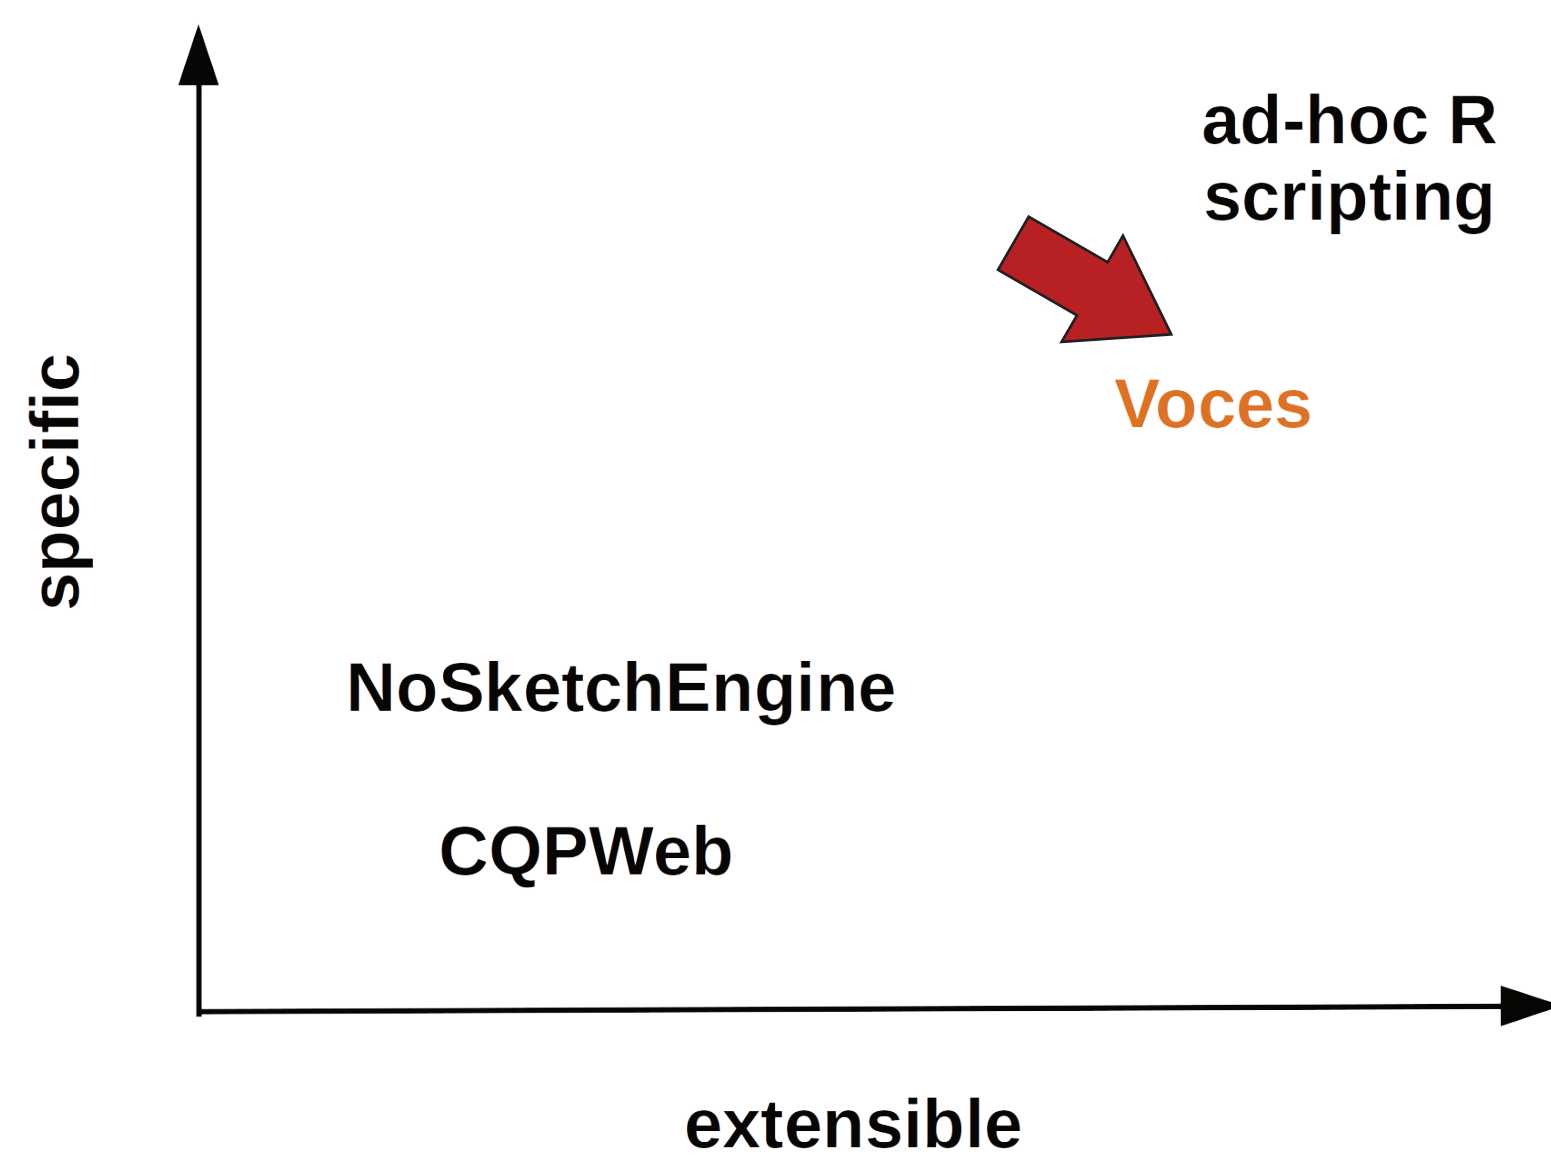 ad-hoc R
scripting
Voces
specific
NoSketchEngine
CQPWeb
extensible